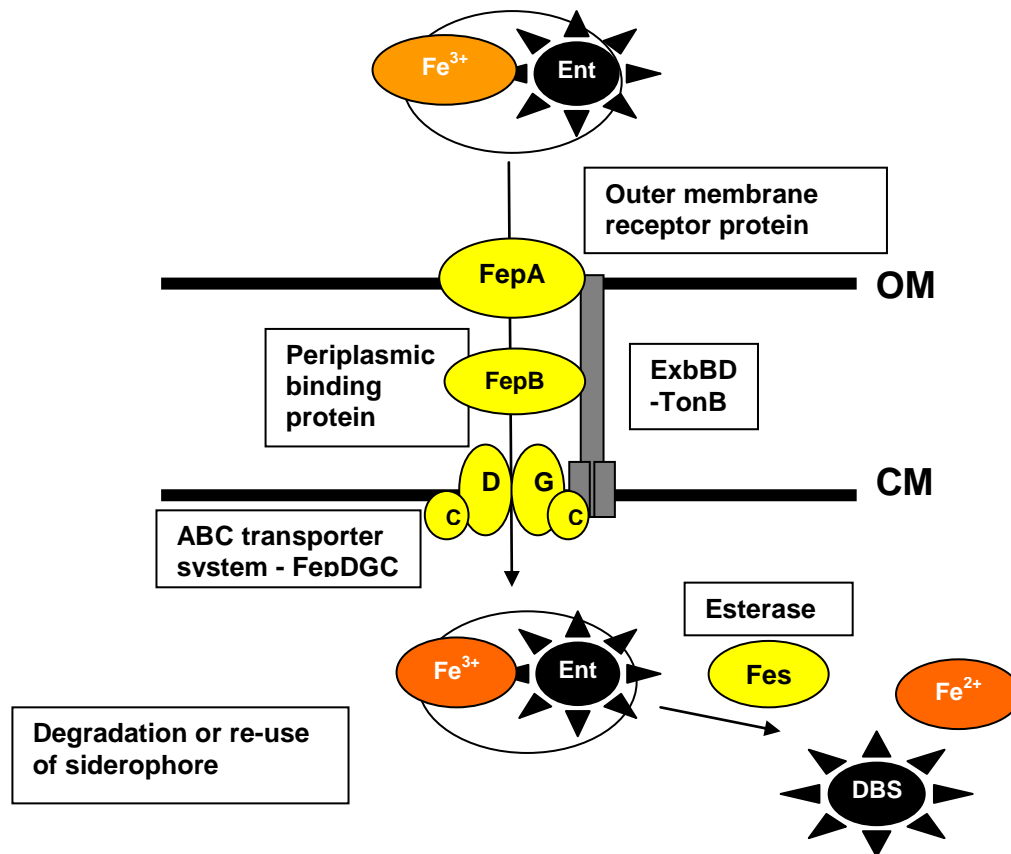 Fe3+
Ent
Outer membrane
receptor protein
FepA
OM
Periplasmic
binding
protein
FepB
ExbBD
-TonB
D
G
CM
C
C
ABC transporter
system - FepDGC
Esterase
Fe3+
Ent
Fes
Fe2+
Degradation or re-use
of siderophore
DBS